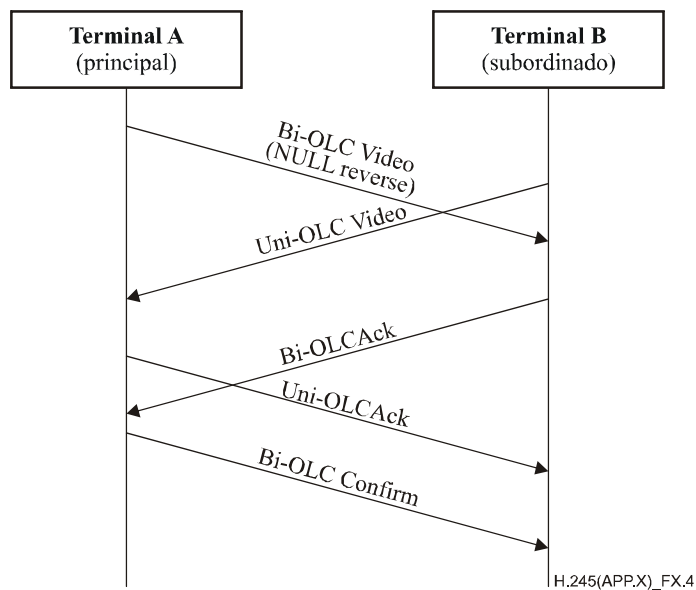 Terminal A
(principal)
Terminal B
(subordinado)
Bi-OLC Video
(NULL reverse)
Uni-OLC Video
Bi-OLCAck
Uni-OLCAck
Bi-OLC Confirm
H.245(APP.X)_FX.4